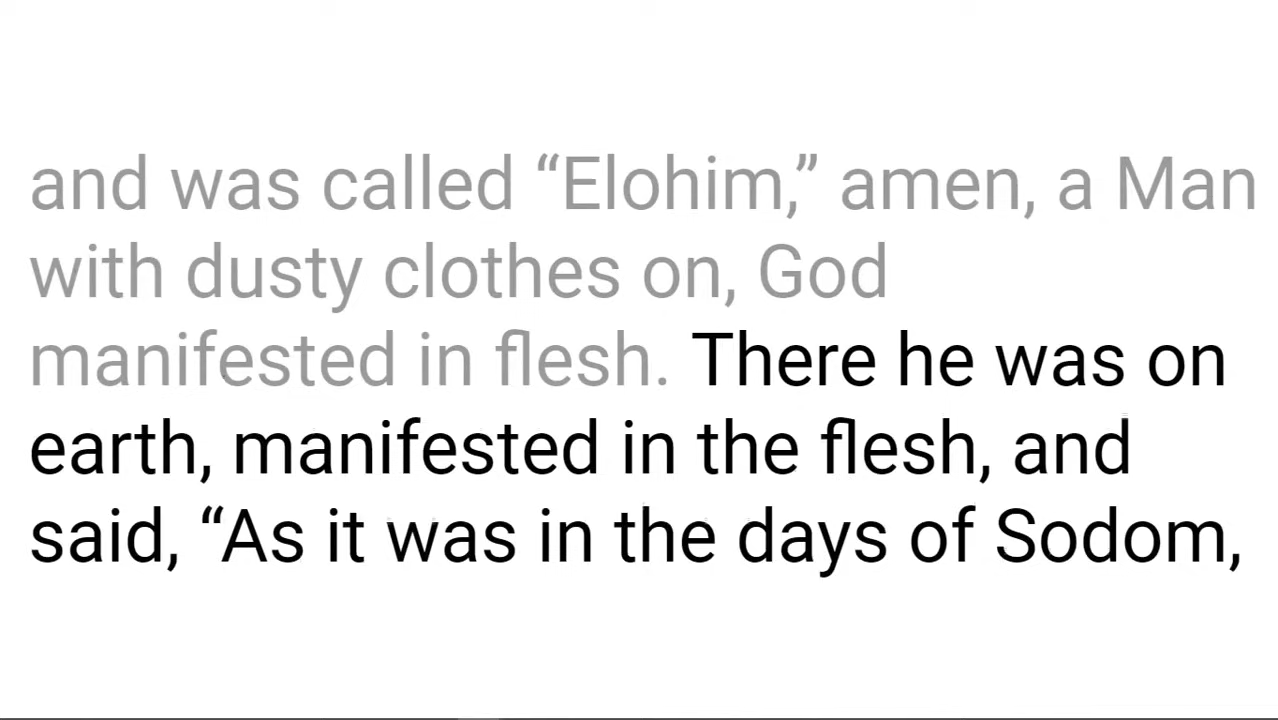 and was called “Elohim,” amen, a Man
with dusty clothes on, God
manifested in flesh. There he was on
earth, manifested in the flesh, and
said, “As it was in the days of Sodom,